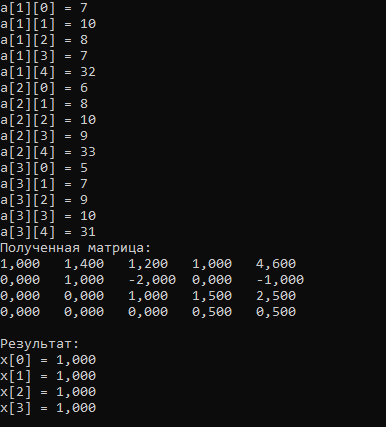 a[1][0] = 7
a[1][1] = 10
a[1][2] = 8
a[1][3] = 7
a[1][4] = 32
a[2][0] = 6
a[2][1] = 8
a[2][2] = 10
a[2][3] = 9
a[2][4] = 33
a[3][0] = 5
a[3][1] = 7
a[3][2] = 9
a[3][3] = 10
a[3][4] = 31
Полученная матрица:
1,000   1,400   1,200   1,000   4,600
0,000   1,000   -2,000  0,000   -1,000
0,000   0,000   1,000   1,500   2,500
0,000   0,000   0,000   0,500   0,500

Результат:
x[0] = 1,000
x[1] = 1,000
x[2] = 1,000
x[3] = 1,000